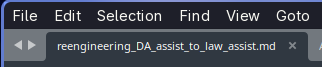 File Edit Selection Find View Goto
reengineering_DA_assist_to_law_assist.md ×